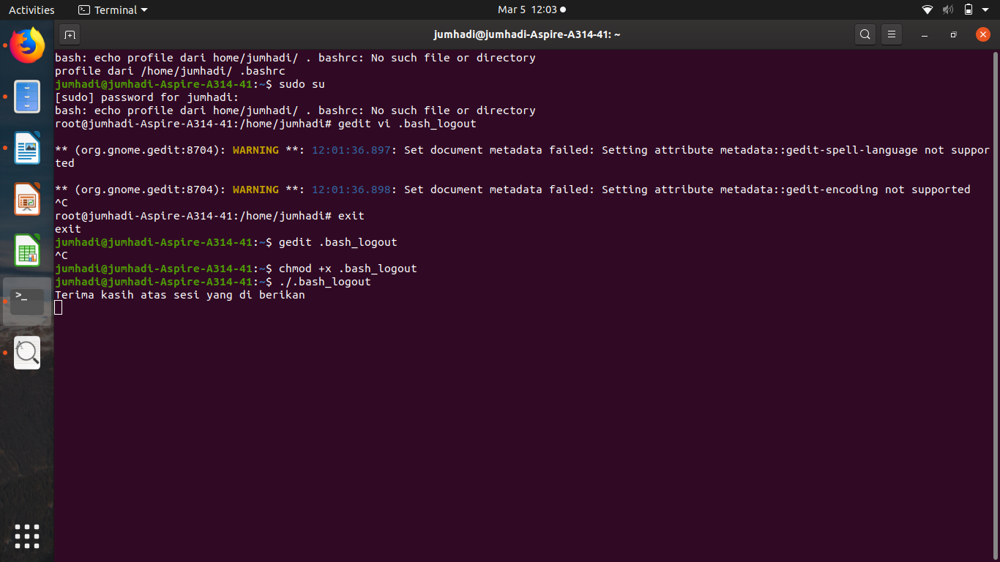 Activities
Terminal
Mar 5 12:03
jumhadi@jumhadi-Aspire-A314-41: ~
bash: echo profile dari home/jumhadi/ . bashrc: No such file or directory
profile dari /home/jumhadi/ .bashrc
jumhadi@jumhadi-Aspire-A314-41:~$ sudo su
[sudo] password for jumhadi:
bash: echo profile dari home/jumhadi/ . bashrc: No such file or directory
root@jumhadi-Aspire-A314-41:/home/jumhadi# gedit vi .bash_logout
** (org.gnome.gedit:8704): WARNING **: 12:01:36.897: Set document metadata failed: Setting attribute metadata::gedit-spell-language not suppor
ted
** (org.gnome.gedit:8704): WARNING **: 12:01:36.898: Set document metadata failed: Setting attribute metadata::gedit-encoding not supported
^C
root@jumhadi-Aspire-A314-41:/home/jumhadi# exit
exit
jumhadi@jumhadi-Aspire-A314-41:~$ gedit .bash_logout
^C
jumhadi@jumhadi-Aspire-A314-41:~$ chmod +x .bash_logout
jumhadi@jumhadi-Aspire-A314-41:~$ ./.bash_logout
Terima kasih atas sesi yang di berikan